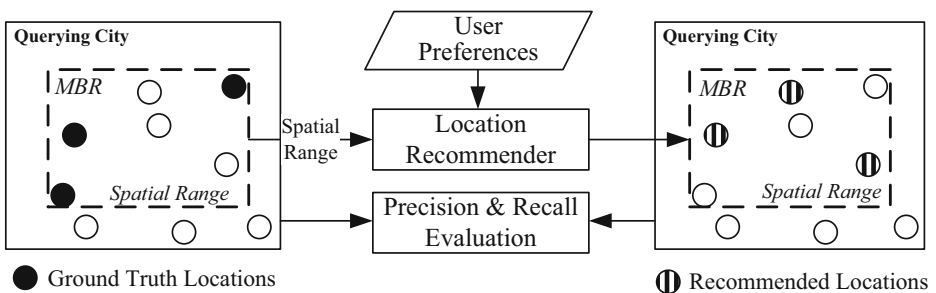 Querying City
MBR
Spatial Range
Ground Truth Locations
User
Preferences
Spatial
Range
Location
Recommender
Precision & Recall
Evaluation
Querying City
MBR
Spatial Range
Recommended Locations